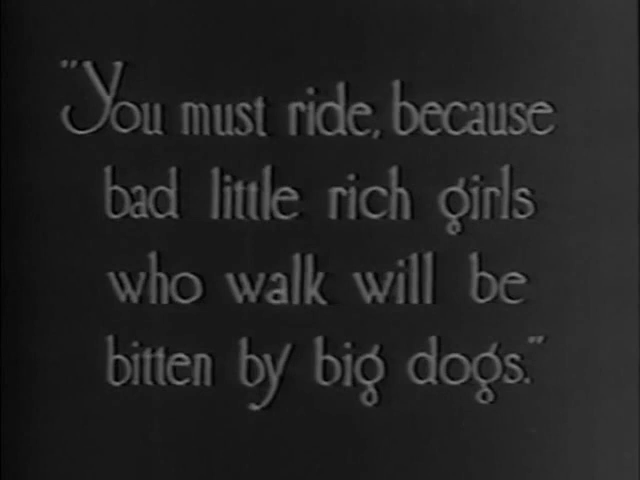 "You must ride, because
bad little rich girls
who walk will be
bitten by big dogs."